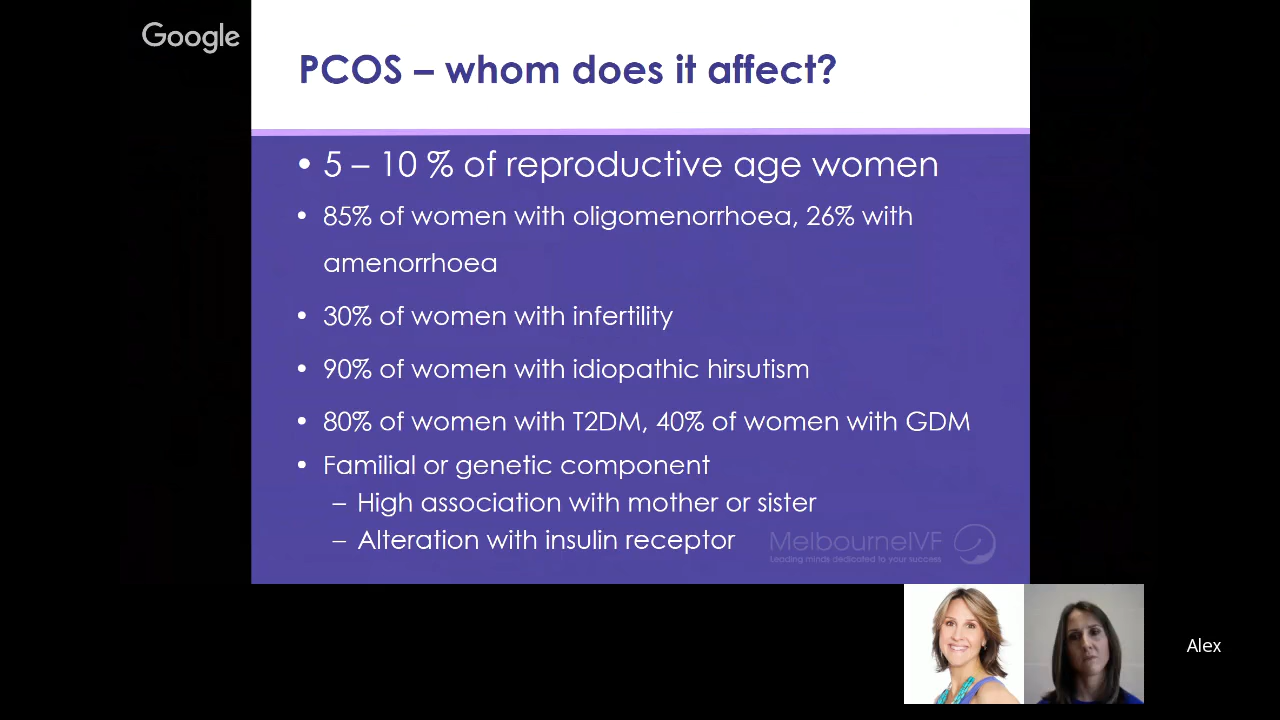 Google
PCOS – whom does it affect?
• 5 – 10 % of reproductive age women
• 85% of women with oligomenorrhoea, 26% with
amenorrhoea
• 30% of women with infertility
• 90% of women with idiopathic hirsutism
• 80% of women with T2DM, 40% of women with GDM
• Familial or genetic component
– High association with mother or sister
– Alteration with insulin receptor
MelbourneIVF
Leading minds dedicated to your success
Alex